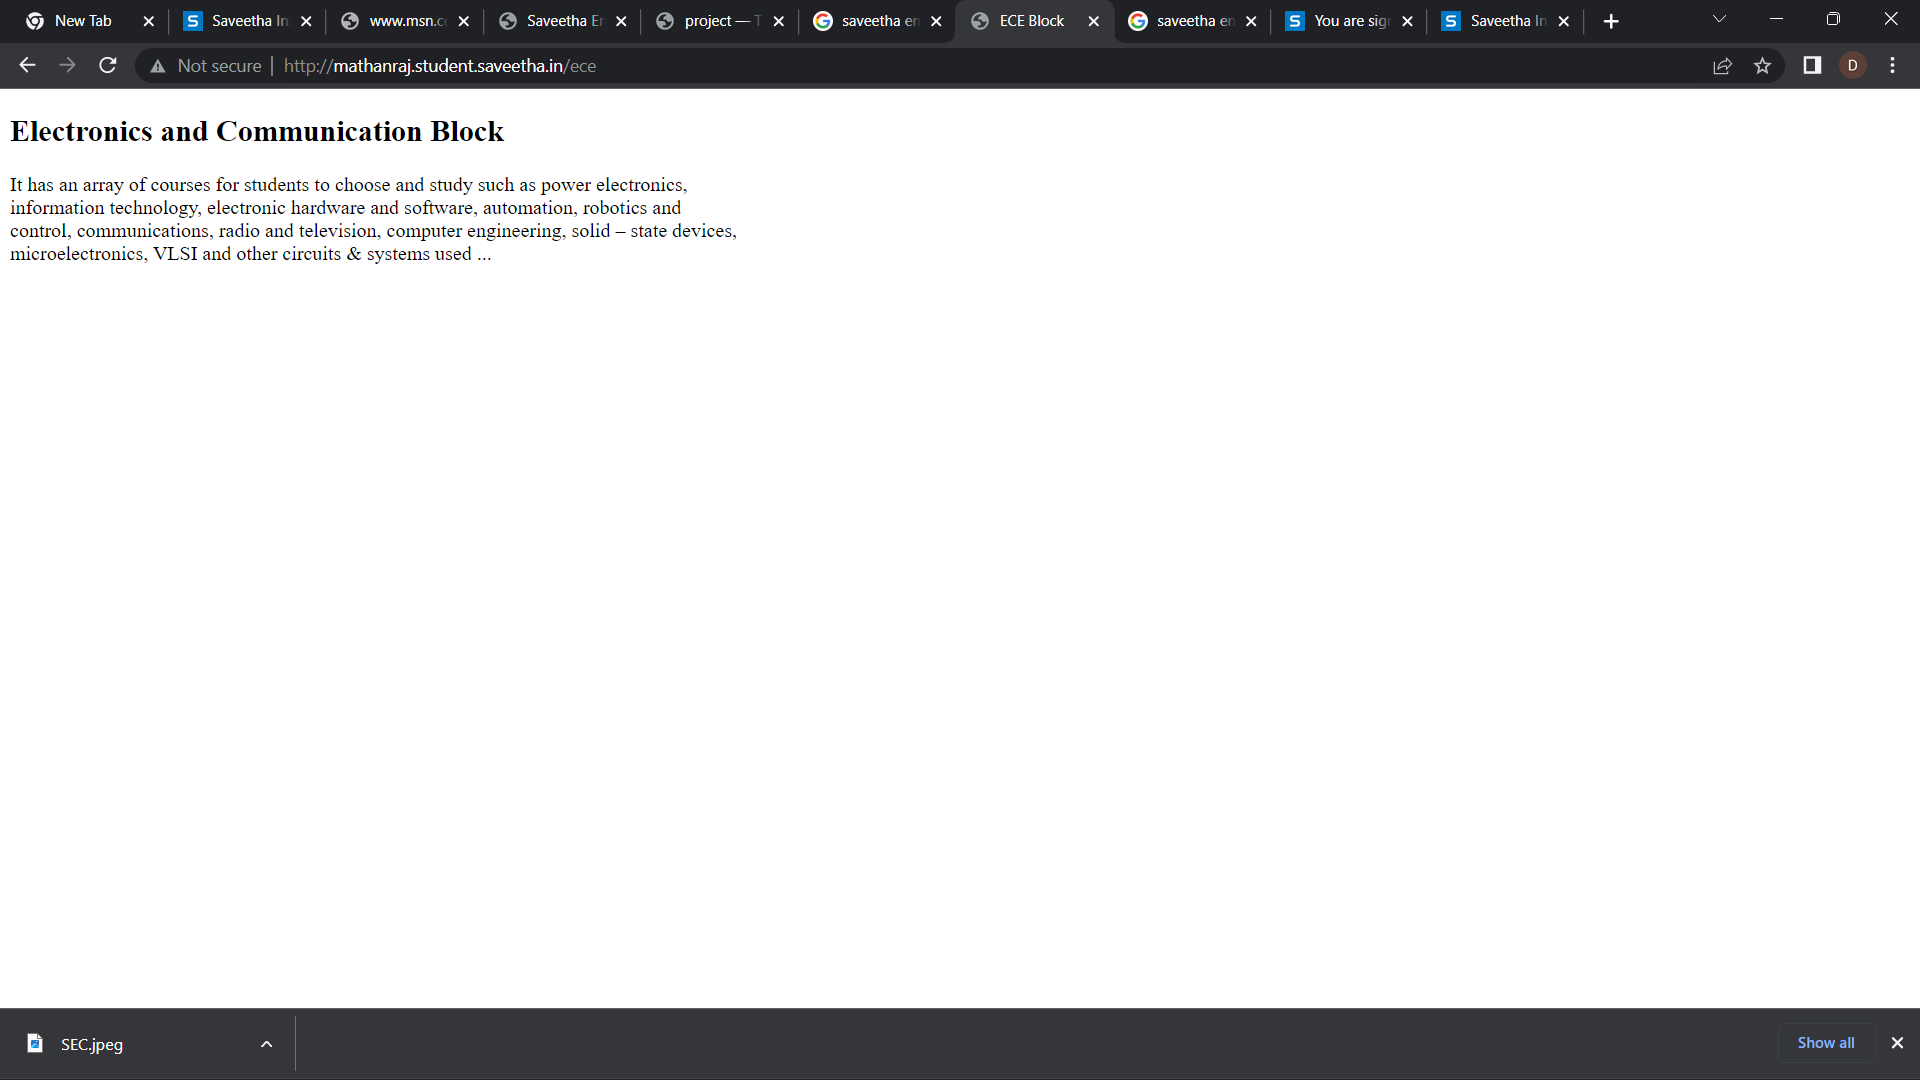 New Tab
Saveetha In
www.msn.c
Saveetha En
project — T
saveetha en
ECE Block
saveetha en
You are sig
Saveetha In
Not secure
http://mathanraj.student.saveetha.in/ece
D
Electronics and Communication Block
It has an array of courses for students to choose and study such as power electronics,
information technology, electronic hardware and software, automation, robotics and
control, communications, radio and television, computer engineering, solid – state devices,
microelectronics, VLSI and other circuits & systems used ...
SEC.jpeg
Show all